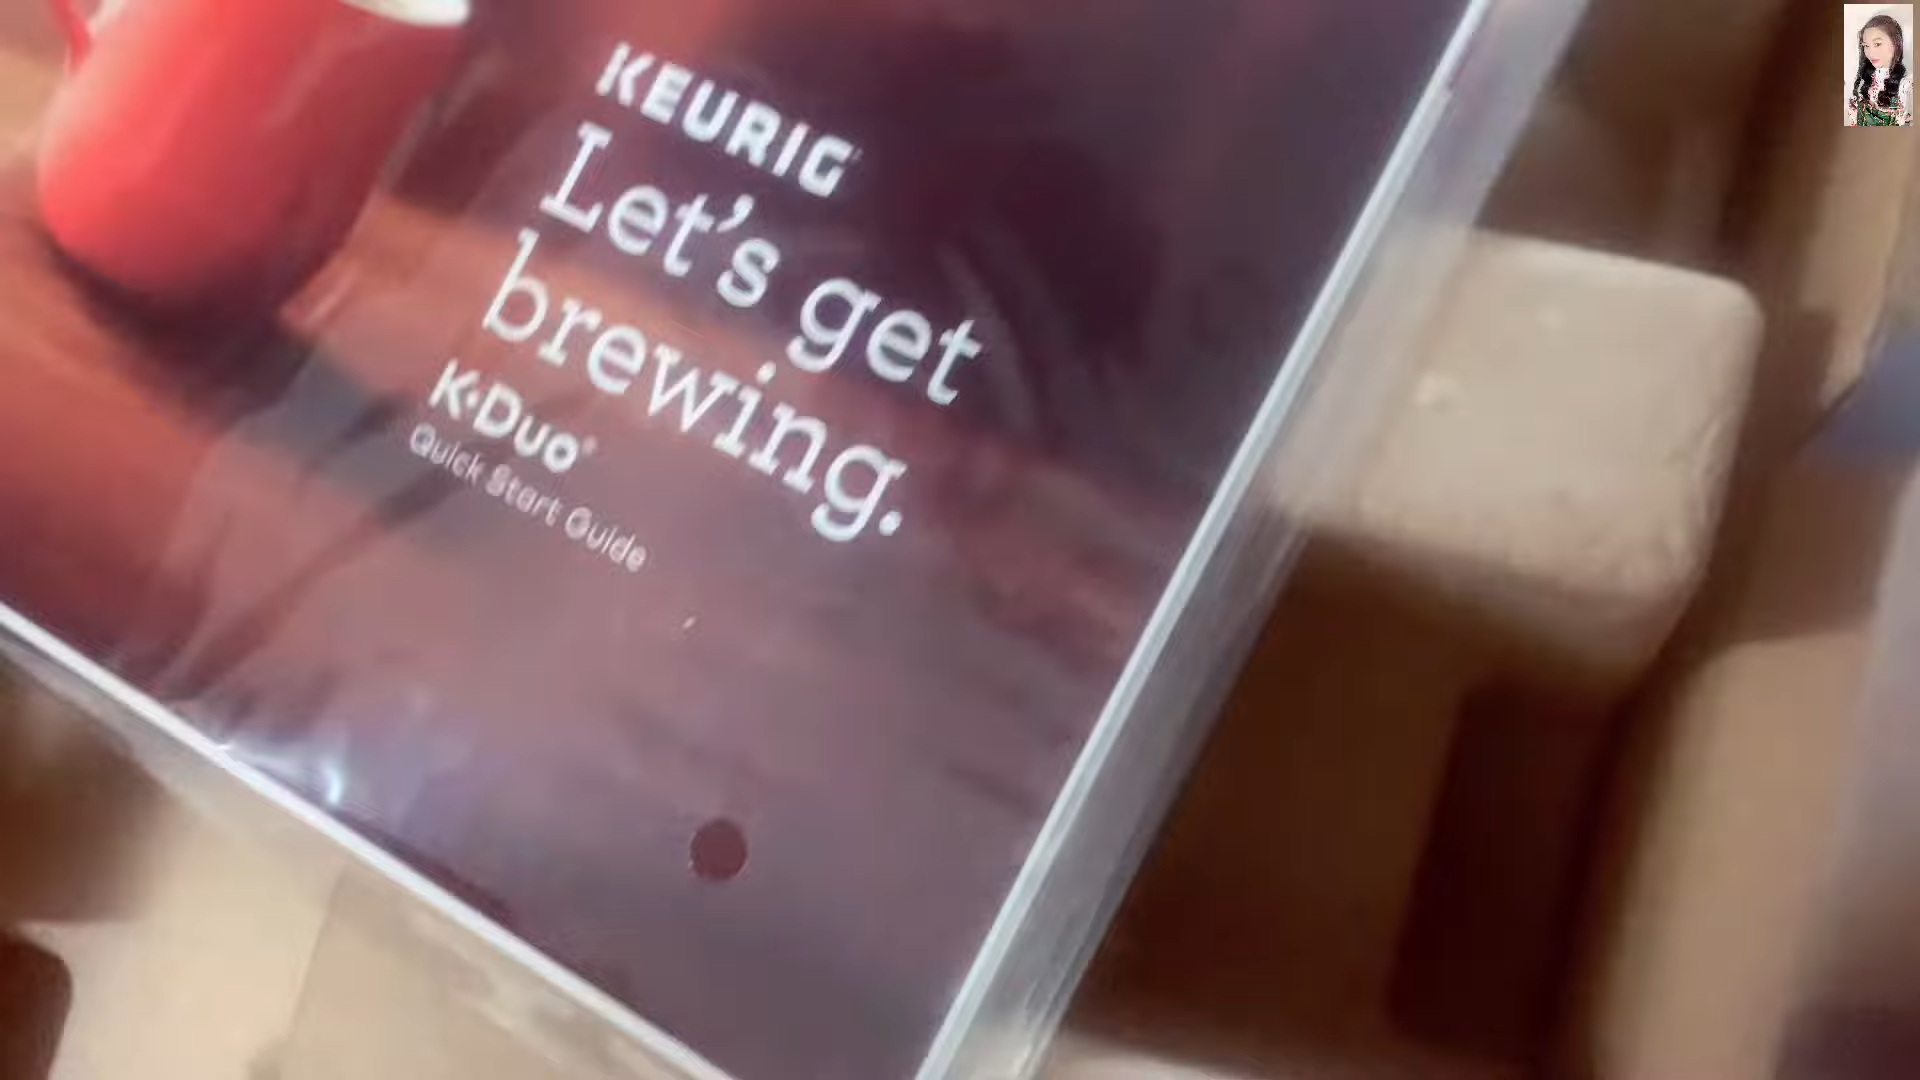 KEURIG
Let's get
brewing.
K•Duo®
Quick Start Guide